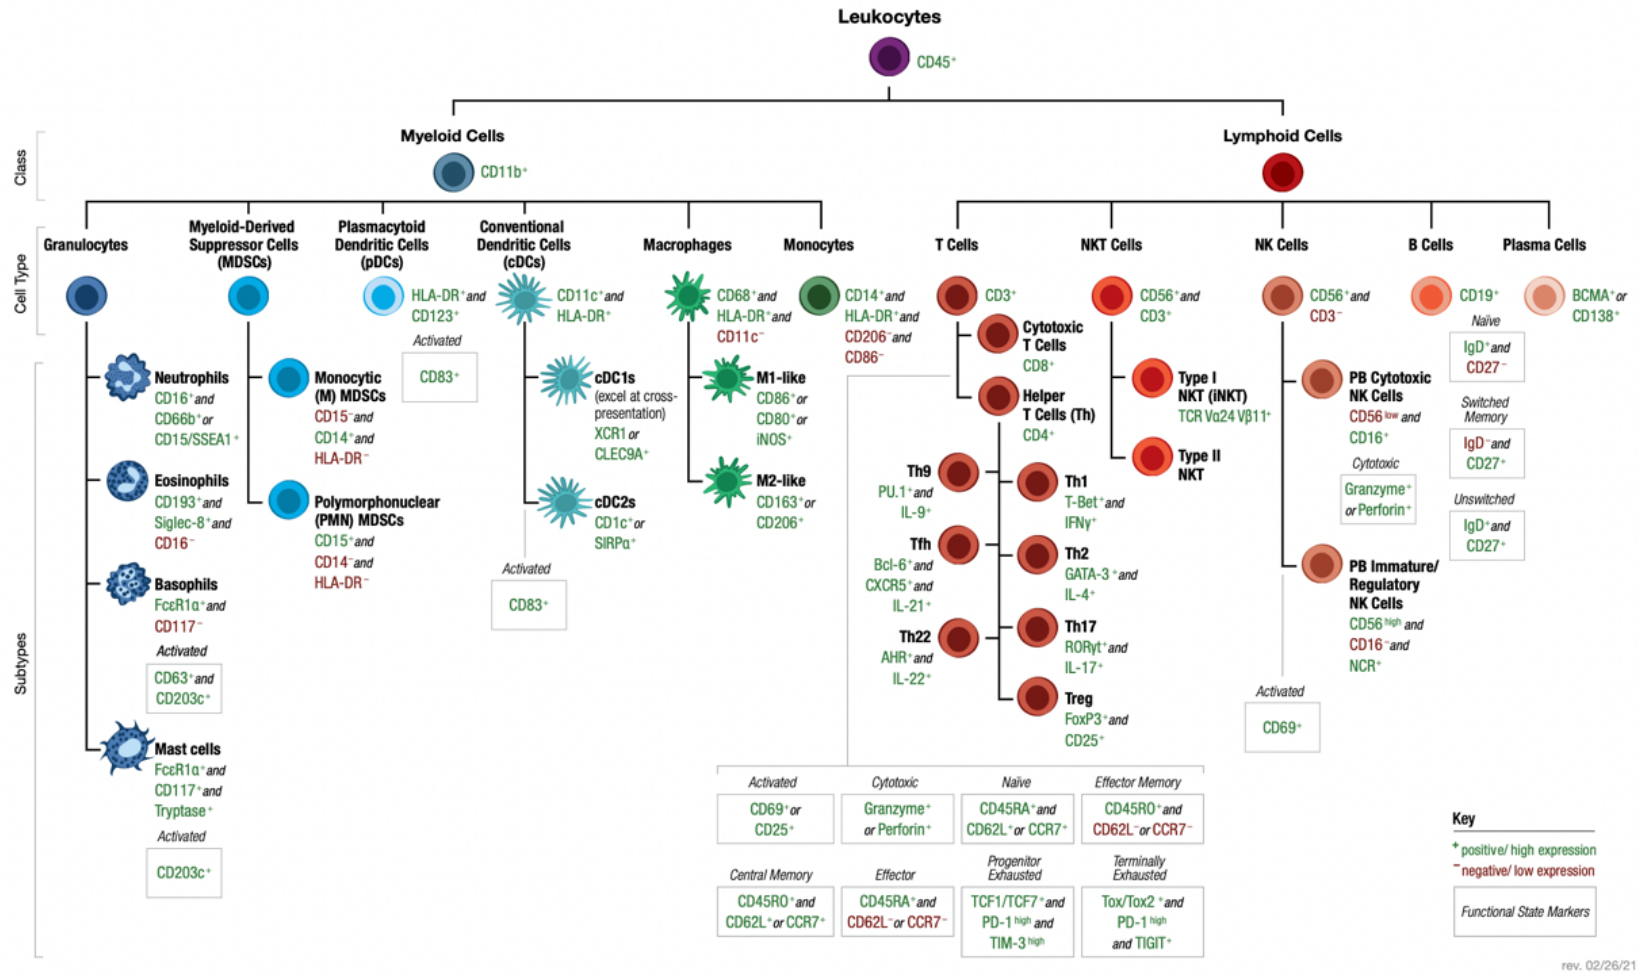 Leukocytes
CD45⁺
Myeloid Cells
CD11b⁺
Lymphoid Cells
Class
Cell Type
Subtypes
Granulocytes
Myeloid-Derived
Suppressor Cells
(MDSCs)
Plasmacytoid
Dendritic Cells
(pDCs)
Conventional
Dendritic Cells
(cDCs)
Macrophages
Monocytes
T Cells
NKT Cells
NK Cells
B Cells
Plasma Cells
HLA-DR⁺and
CD123⁺
Activated
CD83⁺
CD11c⁺and
HLA-DR⁺
CD68⁺and
HLA-DR⁺and
CD11c⁻
CD14⁺and
HLA-DR⁺and
CD206⁻and
CD86⁻
CD3⁺
CD56⁺and
CD3⁺
CD56⁺and
CD3⁻
CD19⁺
BCMA⁺or
CD138⁺
Neutrophils
CD16⁺and
CD66b⁺or
CD15/SSEA1⁺
Eosinophils
CD193⁺and
Siglec-8⁺and
CD16⁻
Basophils
FcεR1α⁺and
CD117⁻
Activated
CD63⁺and
CD203c⁺
Mast cells
FcεR1α⁺and
CD117⁺and
Tryptase⁺
Activated
CD203c⁺
Monocytic
(M) MDSCs
CD15⁻and
CD14⁺and
HLA-DR⁻
Polymorphonuclear
(PMN) MDSCs
CD15⁺and
CD14⁻and
HLA-DR⁻
cDC1s
(excel at cross-
presentation)
XCR1 or
CLEC9A⁺
cDC2s
CD1c⁺or
SIRPα⁺
Activated
CD83⁺
M1-like
CD86⁺or
CD80⁺or
iNOS⁺
M2-like
CD163⁺or
CD206⁺
Cytotoxic
T Cells
CD8⁺
Helper
T Cells (Th)
CD4⁺
Th9
PU.1⁺and
IL-9⁺
Tfh
Bcl-6⁺and
CXCR5⁺and
IL-21⁺
Th22
AHR⁺and
IL-22⁺
Th1
T-Bet⁺and
IFNγ⁺
Th2
GATA-3 ⁺and
IL-4⁺
Th17
RORγt⁺and
IL-17⁺
Treg
FoxP3⁺and
CD25⁺
Type I
NKT (iNKT)
TCR Vα24 Vβ11⁺
Type II
NKT
PB Cytotoxic
NK Cells
CD56 low and
CD16⁺
Cytotoxic
Granzyme⁺
or Perforin⁺
PB Immature/
Regulatory
NK Cells
CD56 high and
CD16⁻and
NCR⁺
Activated
CD69⁺
Naïve
IgD⁺and
CD27⁻
Switched
Memory
IgD⁻and
CD27⁺
Unswitched
IgD⁺and
CD27⁺
Activated
CD69⁺or
CD25⁺
Cytotoxic
Granzyme⁺
or Perforin⁺
Naïve
CD45RA⁺and
CD62L⁺or CCR7⁺
Effector Memory
CD45RO⁺and
CD62L⁻or CCR7⁻
Central Memory
CD45RO⁺and
CD62L⁺or CCR7⁺
Effector
CD45RA⁺and
CD62L⁻or CCR7⁻
Progenitor
Exhausted
TCF1/TCF7⁺and
PD-1 high and
TIM-3 high
Terminally
Exhausted
Tox/Tox2 ⁺and
PD-1 high
and TIGIT⁺
Key
⁺ positive/ high expression
⁻ negative/ low expression
Functional State Markers
rev. 02/26/21